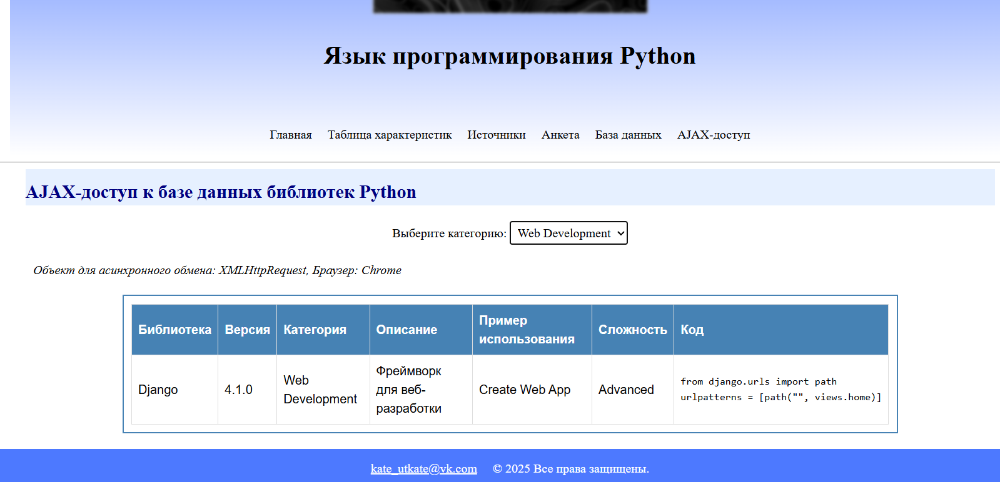 Язык программирования Python
Главная Таблица характеристик Источники Анкета База данных AJAX-доступ
AJAX-доступ к базе данных библиотек Python
Выберите категорию: Web Development
Объект для асинхронного обмена: XMLHttpRequest, Браузер: Chrome
Библиотека Версия Категория Описание Пример использования Сложность Код
Django 4.1.0 Web Development Фреймворк для веб-разработки Create Web App Advanced from django.urls import path
urlpatterns = [path("", views.home)]
kate_utkate@vk.com © 2025 Все права защищены.